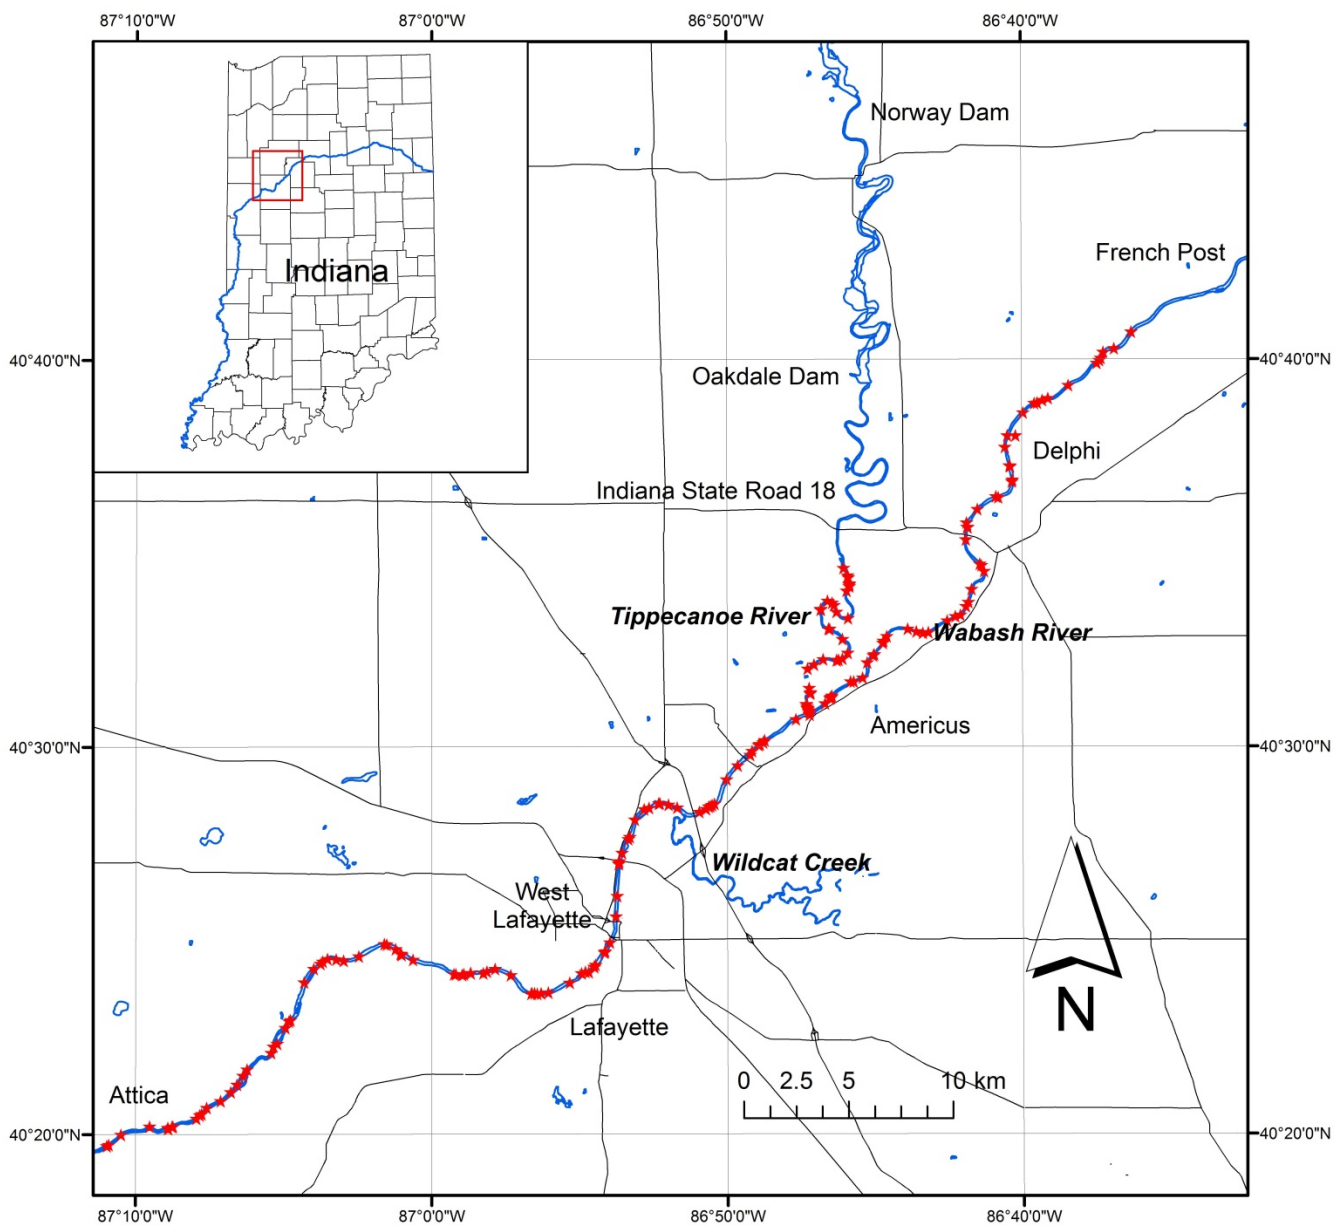 87°10'0"W 87°0'0"W 86°50'0"W 86°40'0"W
Norway Dam
French Post
Indiana
40°40'0"N 40°40'0"N
Oakdale Dam
Delphi
Indiana State Road 18
Tippecanoe River
Wabash River
Americus
40°30'0"N 40°30'0"N
Wildcat Creek
West
Lafayette
N
Lafayette
0 2.5 5 10 km
Attica
40°20'0"N 40°20'0"N
87°10'0"W 87°0'0"W 86°50'0"W 86°40'0"W